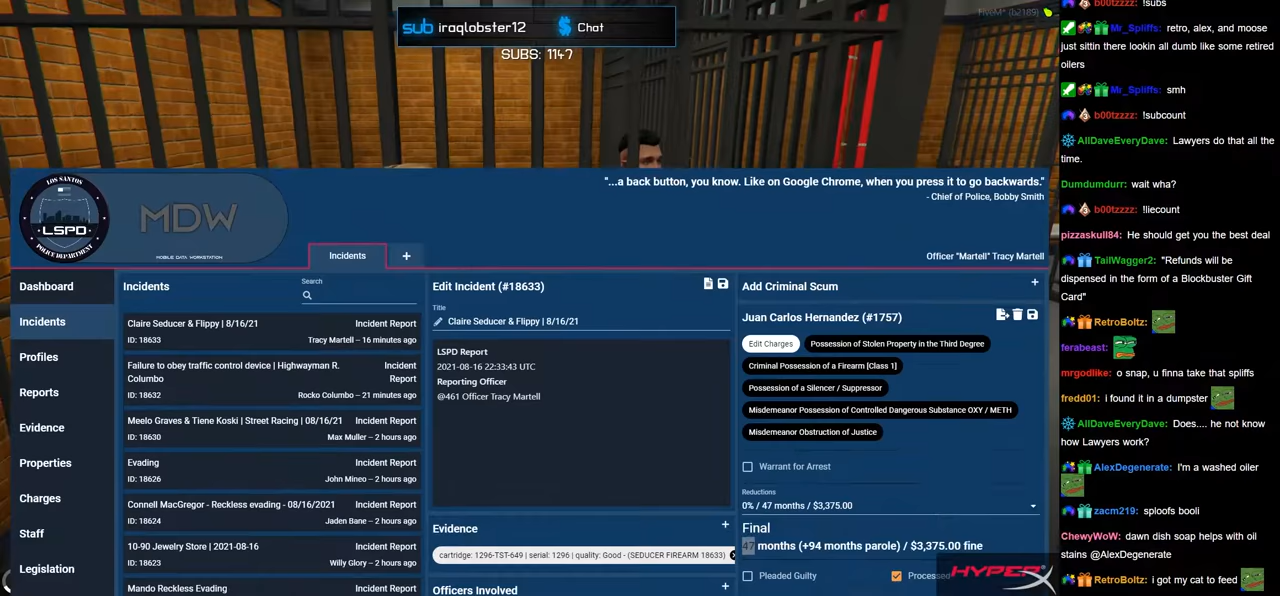 sub iraqlobster12 $ Chat
SUBS: 1147
FiveM* (b2189)
LOS SANTOS
LSPD
POLICE DEPARTMENT
MDW
MOBILE DATA WORKSTATION
"...a back button, you know. Like on Google Chrome, when you press it to go backwards."
- Chief of Police, Bobby Smith
Incidents
+
Officer "Martell" Tracy Martell
Dashboard
Incidents
Profiles
Reports
Evidence
Properties
Charges
Staff
Legislation
Incidents
Search
Claire Seducer & Flippy | 8/16/21 Incident Report
ID: 18633 Tracy Martell – 16 minutes ago
Failure to obey traffic control device | Highwayman R. Incident
Columbo Report
ID: 18632 Rocko Columbo – 21 minutes ago
Meelo Graves & Tiene Koski | Street Racing | 08/16/21 Incident Report
ID: 18630 Max Muller – 2 hours ago
Evading Incident Report
ID: 18626 John Mineo – 2 hours ago
Connell MacGregor - Reckless evading - 08/16/2021 Incident Report
ID: 18624 Jaden Bane – 2 hours ago
10-90 Jewelry Store | 2021-08-16 Incident Report
ID: 18623 Willy Glory – 2 hours ago
Mando Reckless Evading Incident Report
Edit Incident (#18633)
Title
Claire Seducer & Flippy | 8/16/21
LSPD Report
2021-08-16 22:33:43 UTC
Reporting Officer
@461 Officer Tracy Martell
Evidence
+
cartridge: 1296-TST-649 | serial: 1296 | quality: Good - (SEDUCER FIREARM 18633)
Officers Involved
+
Add Criminal Scum
+
Juan Carlos Hernandez (#1757)
Edit Charges
Possession of Stolen Property in the Third Degree
Criminal Possession of a Firearm [Class 1]
Possession of a Silencer / Suppressor
Misdemeanor Possession of Controlled Dangerous Substance OXY / METH
Misdemeanor Obstruction of Justice
Warrant for Arrest
Reductions
0% / 47 months / $3,375.00
Final
47 months (+94 months parole) / $3,375.00 fine
Pleaded Guilty
Processed
HYPERX
b00tzzzz: !subs
Mr_Spliffs: retro, alex, and moose
just sittin there lookin all dumb like some retired
oilers
Mr_Spliffs: smh
b00tzzzz: !subcount
AllDaveEveryDave: Lawyers do that all the
time.
Dumdumdurr: wait wha?
b00tzzzz: !liecount
pizzaskull84: He should get you the best deal
TailWagger2: "Refunds will be
dispensed in the form of a Blockbuster Gift
Card"
RetroBoltz:
ferabeast:
mrgodlike: o snap, u finna take that spliffs
fredd01: i found it in a dumpster
AllDaveEveryDave: Does.... he not know
how Lawyers work?
AlexDegenerate: I'm a washed oiler
zacm219: sploofs booli
ChewyWoW: dawn dish soap helps with oil
stains @AlexDegenerate
RetroBoltz: i got my cat to feed